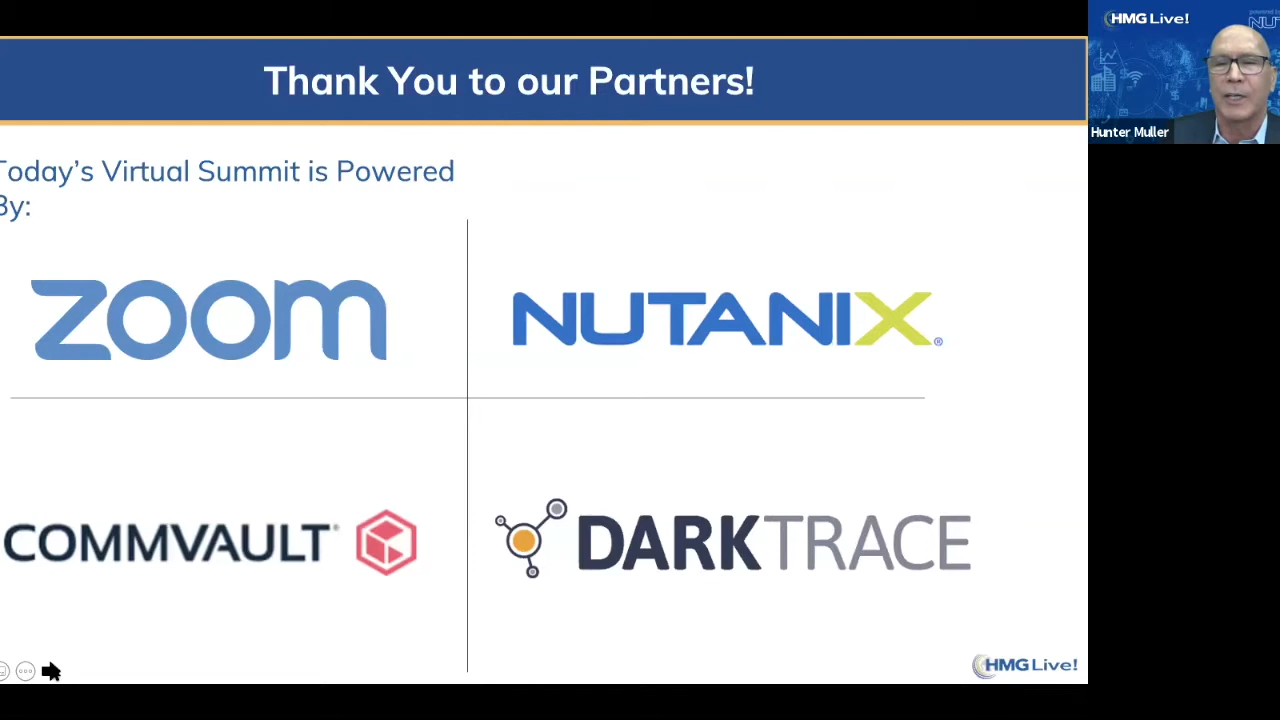 Thank You to our Partners!
HMG Live!
Hunter Muller
Today's Virtual Summit is Powered
By:
zoom
NUTANIX®
COMMVAULT®
DARKTRACE
HMG Live!